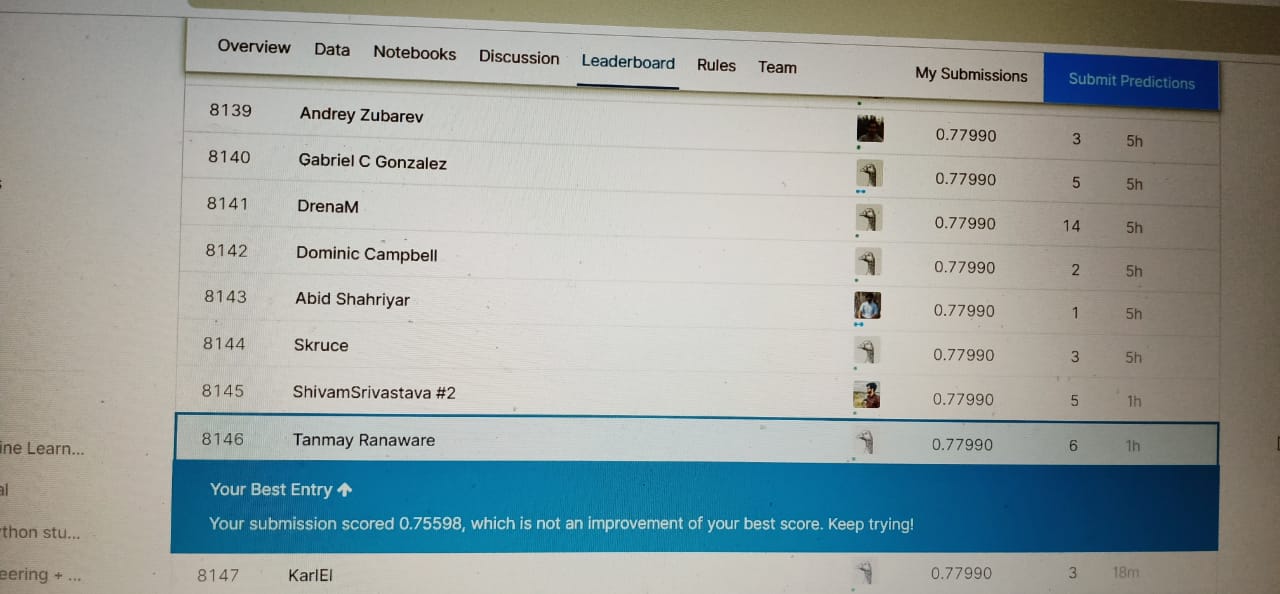 Overview Data Notebooks Discussion Leaderboard Rules Team My Submissions Submit Predictions
8139 Andrey Zubarev 0.77990 3 5h
8140 Gabriel C Gonzalez 0.77990 5 5h
8141 DrenaM 0.77990 14 5h
8142 Dominic Campbell 0.77990 2 5h
8143 Abid Shahriyar 0.77990 1 5h
8144 Skruce 0.77990 3 5h
8145 ShivamSrivastava #2 0.77990 5 1h
8146 Tanmay Ranaware 0.77990 6 1h
ine Learn...
Your Best Entry
al
Your submission scored 0.75598, which is not an improvement of your best score. Keep trying!
thon stu...
8147 KarlEl 0.77990 3 18m
eering + ...